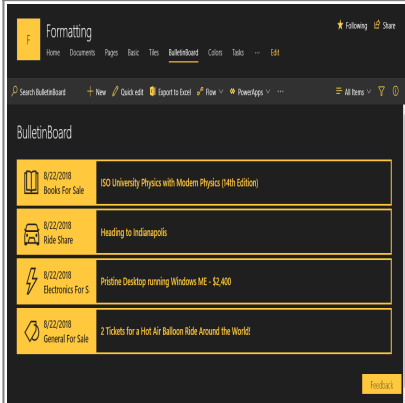 F
Formatting
Following Share
Home Documents Pages Basic Tiles BulletinBoard Colors Tasks ··· Edit
Search BulletinBoard + New Quick edit Export to Excel Flow PowerApps ··· All Items
BulletinBoard
8/22/2018
Books For Sale
ISO University Physics with Modern Physics (14th Edition)
8/22/2018
Ride Share
Heading to Indianapolis
8/22/2018
Electronics For S
Pristine Desktop running Windows ME - $2,400
8/22/2018
General For Sale
2 Tickets for a Hot Air Balloon Ride Around the World!
Feedback